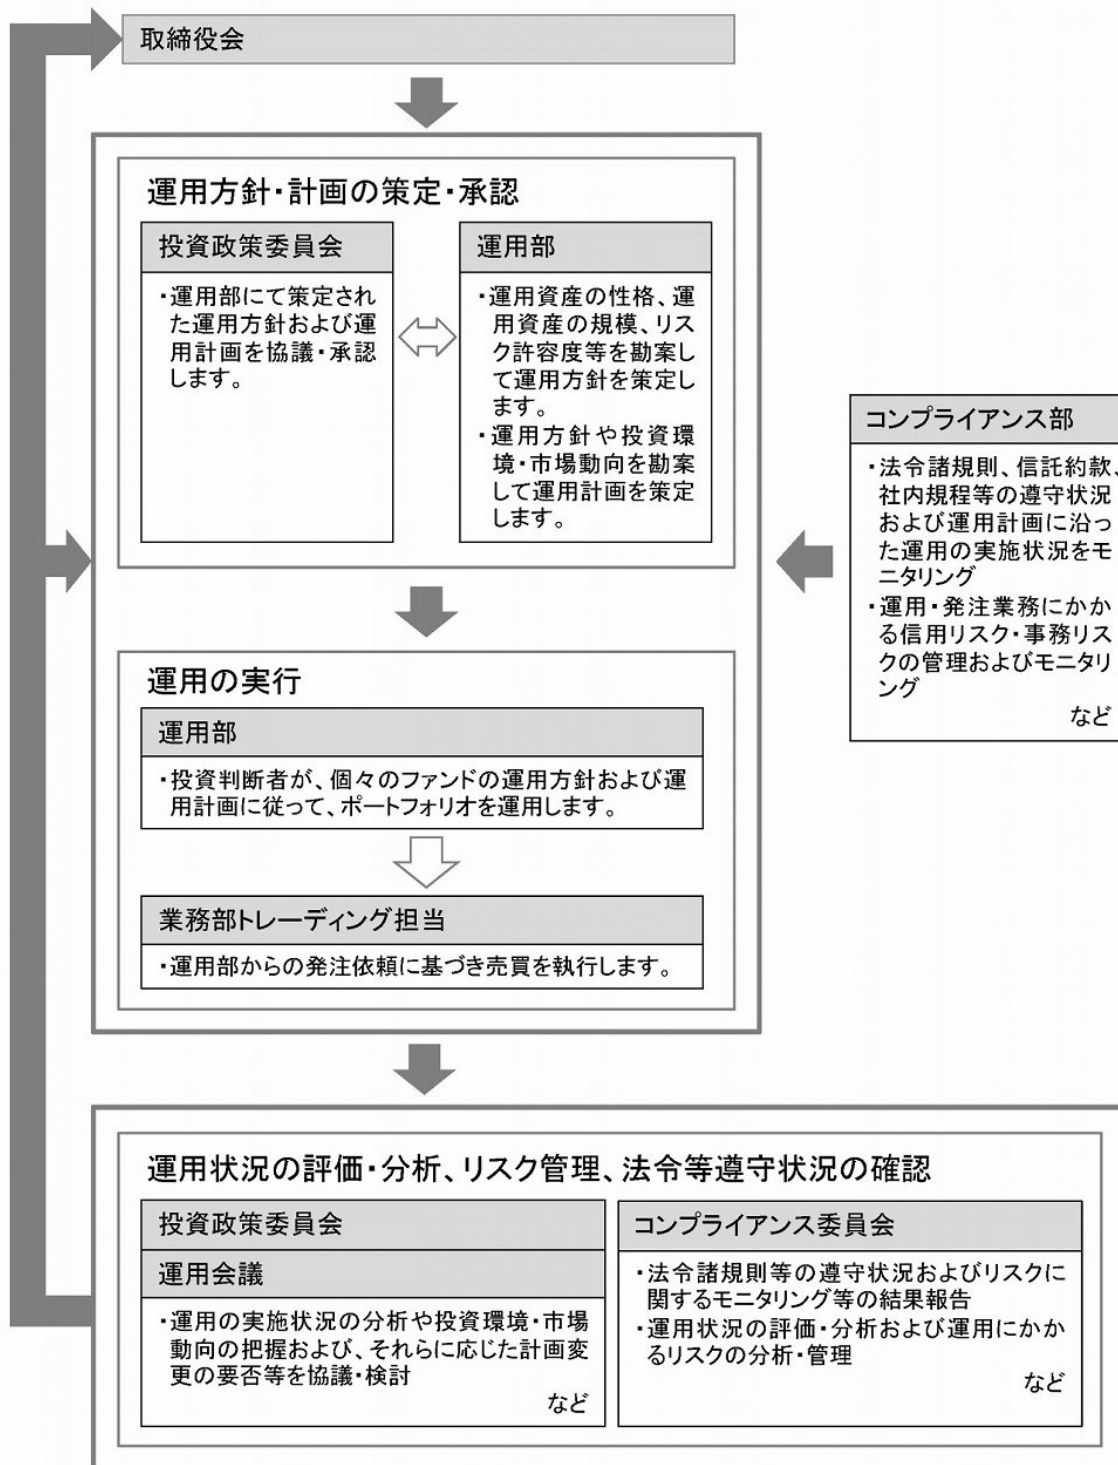 取締役会
運用方針・計画の策定・承認
投資政策委員会
・運用部にて策定され
た運用方針および運
用計画を協議・承認
します。
運用部
・運用資産の性格、運
用資産の規模、リス
ク許容度等を勘案し
て運用方針を策定し
ます。
・運用方針や投資環
境・市場動向を勘案
して運用計画を策定
します。
コンプライアンス部
・法令諸規則、信託約款、
社内規程等の遵守状況
および運用計画に沿っ
た運用の実施状況をモ
ニタリング
・運用・発注業務にかか
る信用リスク・事務リス
クの管理およびモニタリ
ング
など
運用の実行
運用部
・投資判断者が、個々のファンドの運用方針および運
用計画に従って、ポートフォリオを運用します。
業務部トレーディング担当
・運用部からの発注依頼に基づき売買を執行します。
運用状況の評価・分析、リスク管理、法令等遵守状況の確認
投資政策委員会
運用会議
・運用の実施状況の分析や投資環境・市場
動向の把握および、それらに応じた計画変
更の要否等を協議・検討
など
コンプライアンス委員会
・法令諸規則等の遵守状況およびリスクに
関するモニタリング等の結果報告
・運用状況の評価・分析および運用にかか
るリスクの分析・管理
など